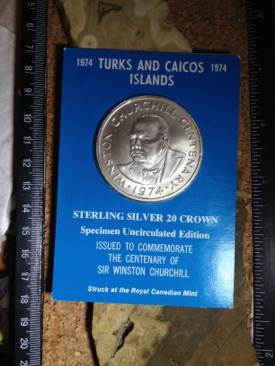 1974 TURKS AND CAICOS 1974
ISLANDS
WINSTON CHURCHILL CENTENARY
·1974·
STERLING SILVER 20 CROWN
Specimen Uncirculated Edition
ISSUED TO COMMEMORATE
THE CENTENARY OF
SIR WINSTON CHURCHILL
Struck at the Royal Canadian Mint